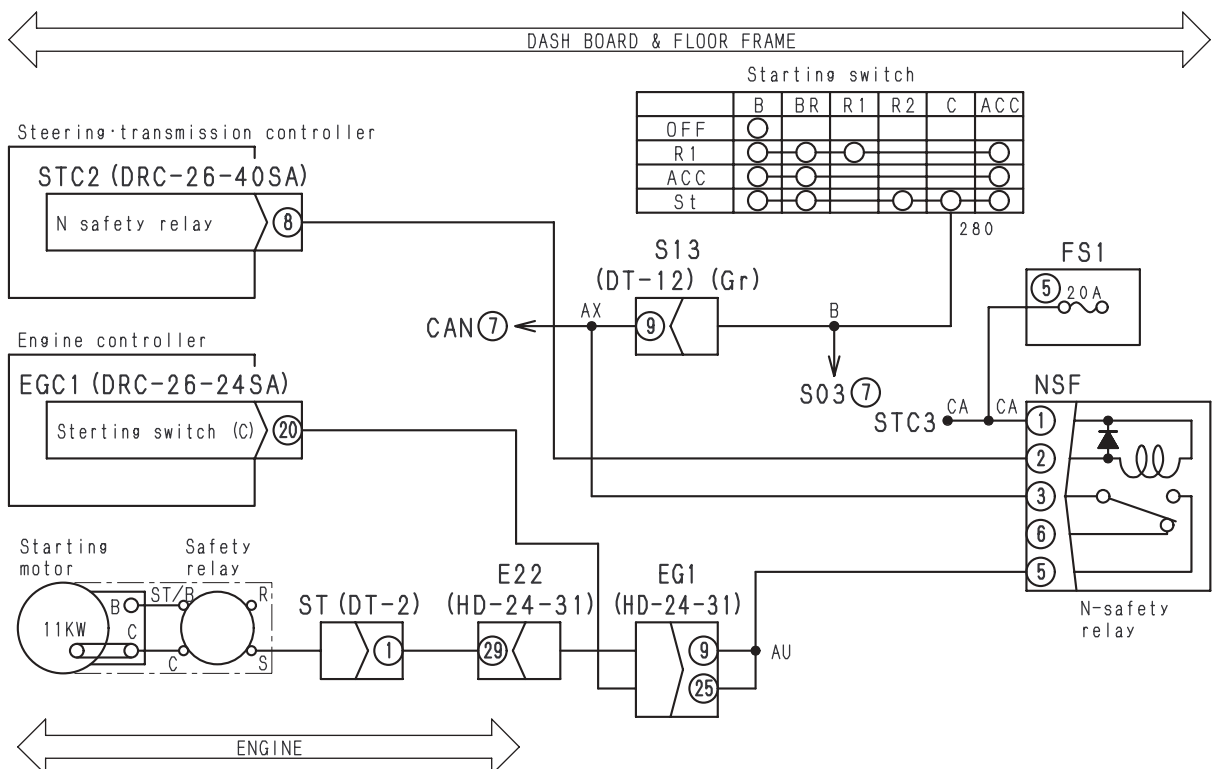 DASH BOARD & FLOOR FRAME
Starting switch
B BR R1 R2 C ACC
OFF
R1
ACC
St
280
Steering·transmission controller
STC2 (DRC-26-40SA)
N safety relay 8
S13
(DT-12) (Gr)
9
AX
B
CAN 7
S03 7
FS1
5 20A
Engine controller
EGC1 (DRC-26-24SA)
Sterting switch (C) 20
STC3 CA CA
NSF
1
2
3
6
5
N-safety
relay
Starting
motor
Safety
relay
11KW
B ST/B R
C C S
ST (DT-2)
1
E22
(HD-24-31)
29
EG1
(HD-24-31)
9
25
AU
ENGINE